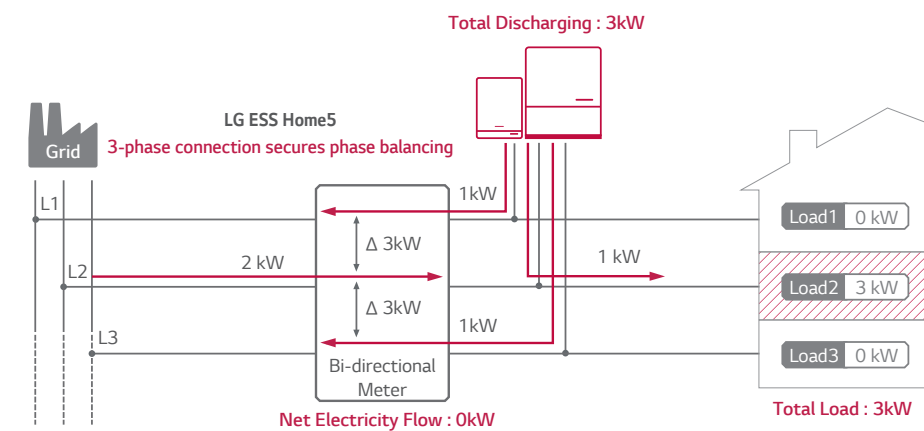 Total Discharging : 3kW
LG ESS Home5
3-phase connection secures phase balancing
Grid
L1
1kW
Load1 0 kW
Δ 3kW
L2
2 kW
1 kW
Load2 3 kW
Δ 3kW
1kW
L3
Load3 0 kW
Bi-directional
Meter
Net Electricity Flow : 0kW
Total Load : 3kW